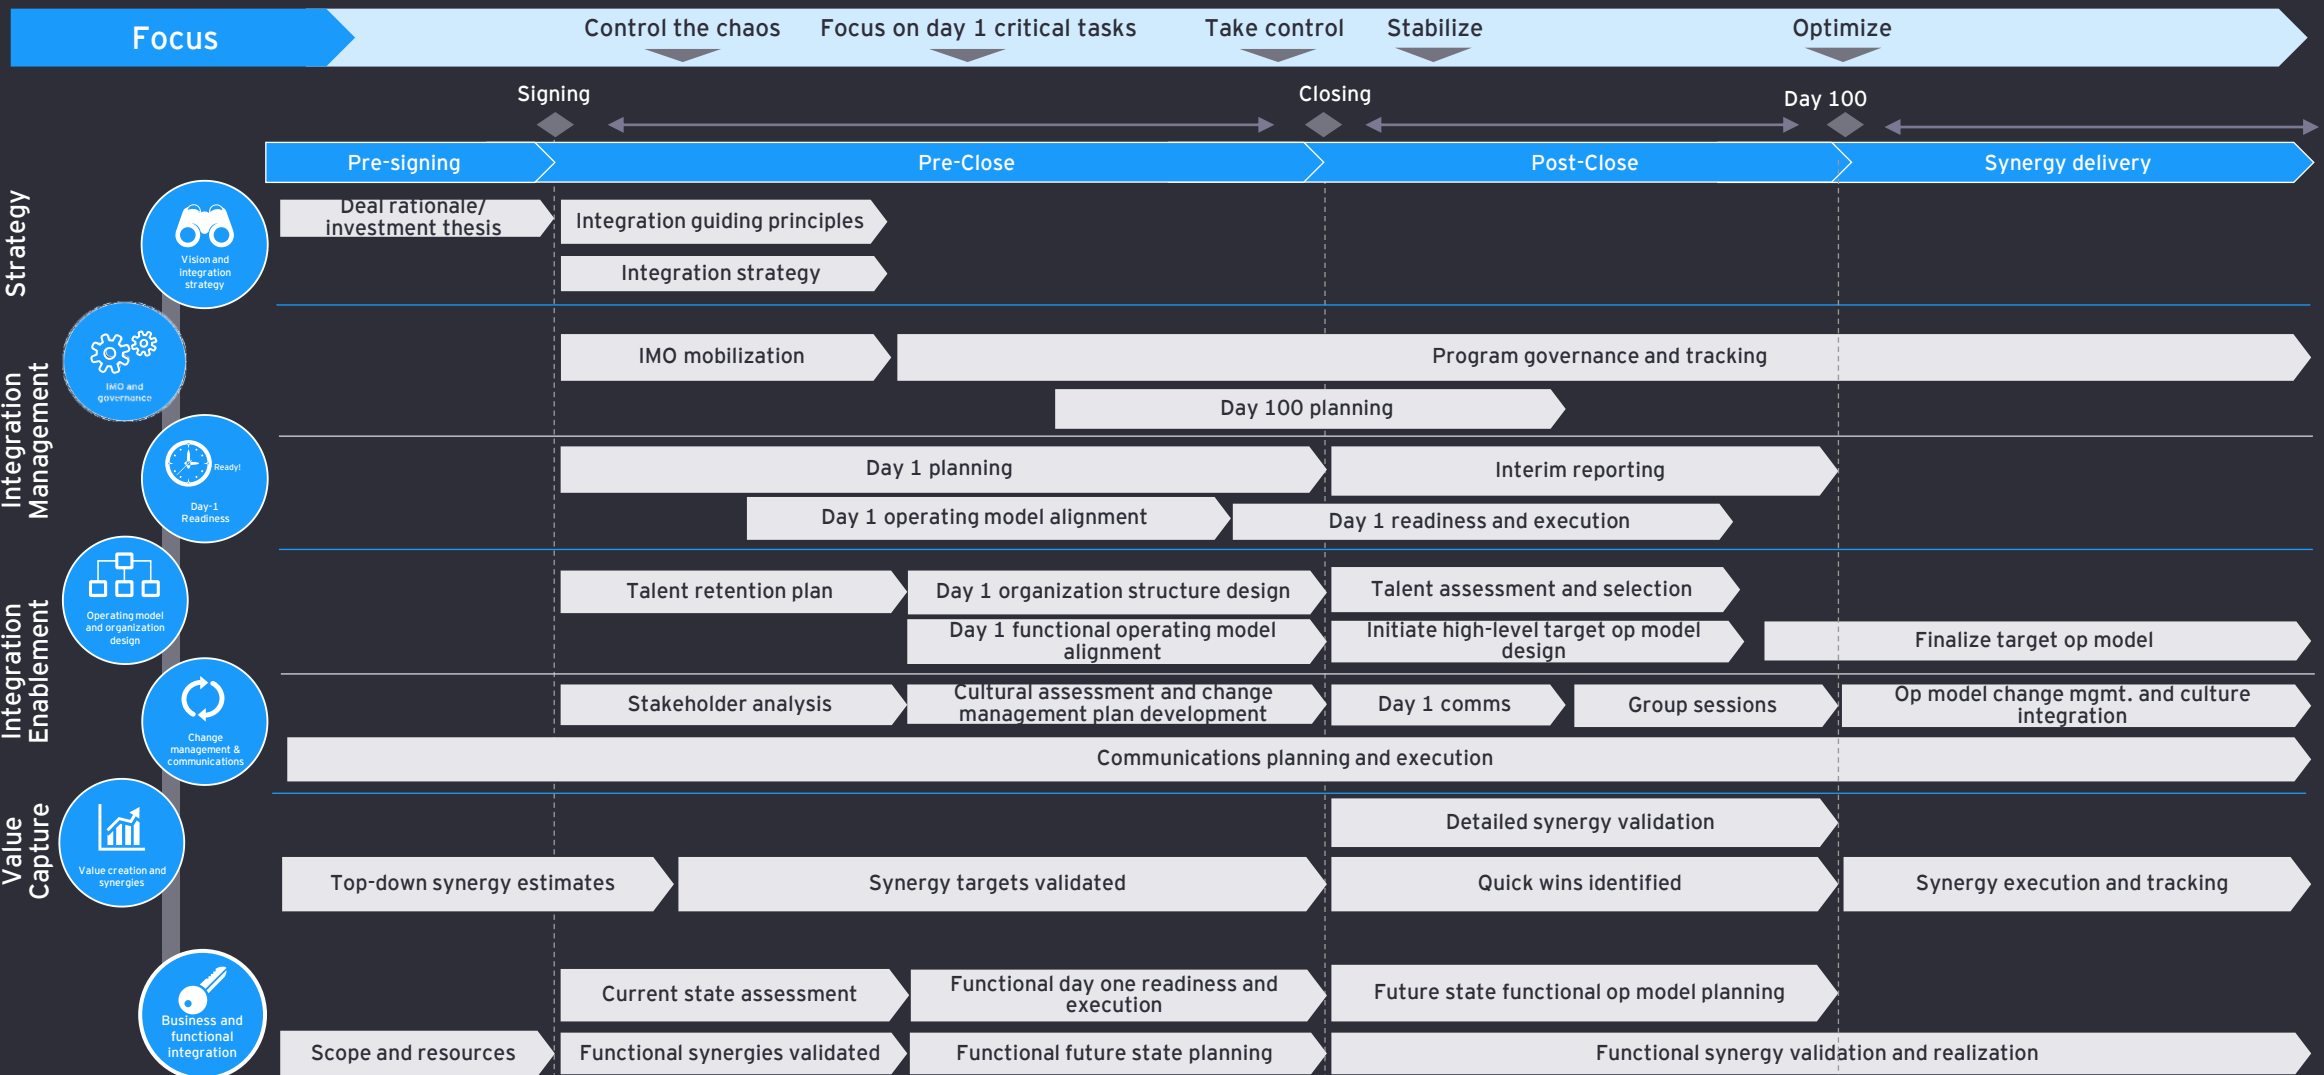 Focus
Control the chaos
Focus on day 1 critical tasks
Take control
Stabilize
Optimize
Signing
Closing
Day 100
Pre-signing
Pre-Close
Post-Close
Synergy delivery
Strategy
Vision and
integration
strategy
Deal rationale/
investment thesis
Integration guiding principles
Integration strategy
Integration
Management
IMO and
governance
IMO mobilization
Program governance and tracking
Day 100 planning
Ready!
Day-1
Readiness
Day 1 planning
Interim reporting
Day 1 operating model alignment
Day 1 readiness and execution
Integration
Enablement
Operating model
and organization
design
Talent retention plan
Day 1 organization structure design
Talent assessment and selection
Day 1 functional operating model
alignment
Initiate high-level target op model
design
Finalize target op model
Change
management &
communications
Stakeholder analysis
Cultural assessment and change
management plan development
Day 1 comms
Group sessions
Op model change mgmt. and culture
integration
Communications planning and execution
Value
Capture
Value creation and
synergies
Detailed synergy validation
Top-down synergy estimates
Synergy targets validated
Quick wins identified
Synergy execution and tracking
Business and
functional
integration
Current state assessment
Functional day one readiness and
execution
Future state functional op model planning
Scope and resources
Functional synergies validated
Functional future state planning
Functional synergy validation and realization